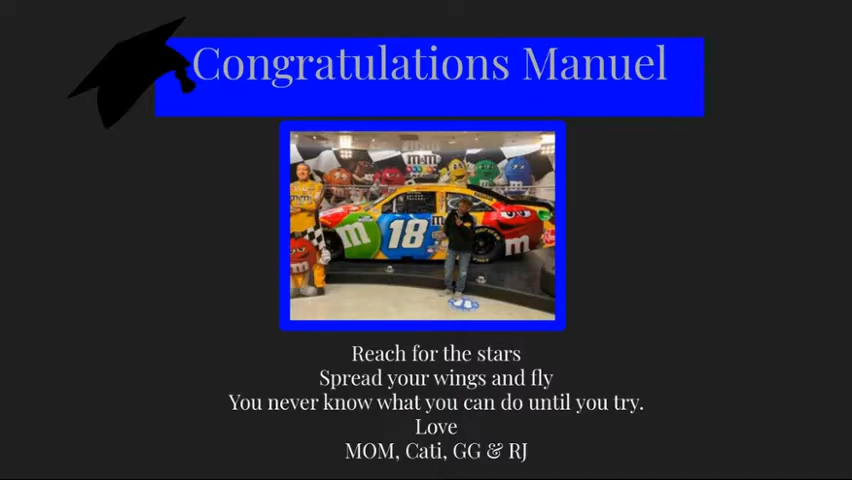 Congratulations Manuel
m&m's
18
m
m
m
Reach for the stars
Spread your wings and fly
You never know what you can do until you try.
Love
MOM, Cati, GG & RJ